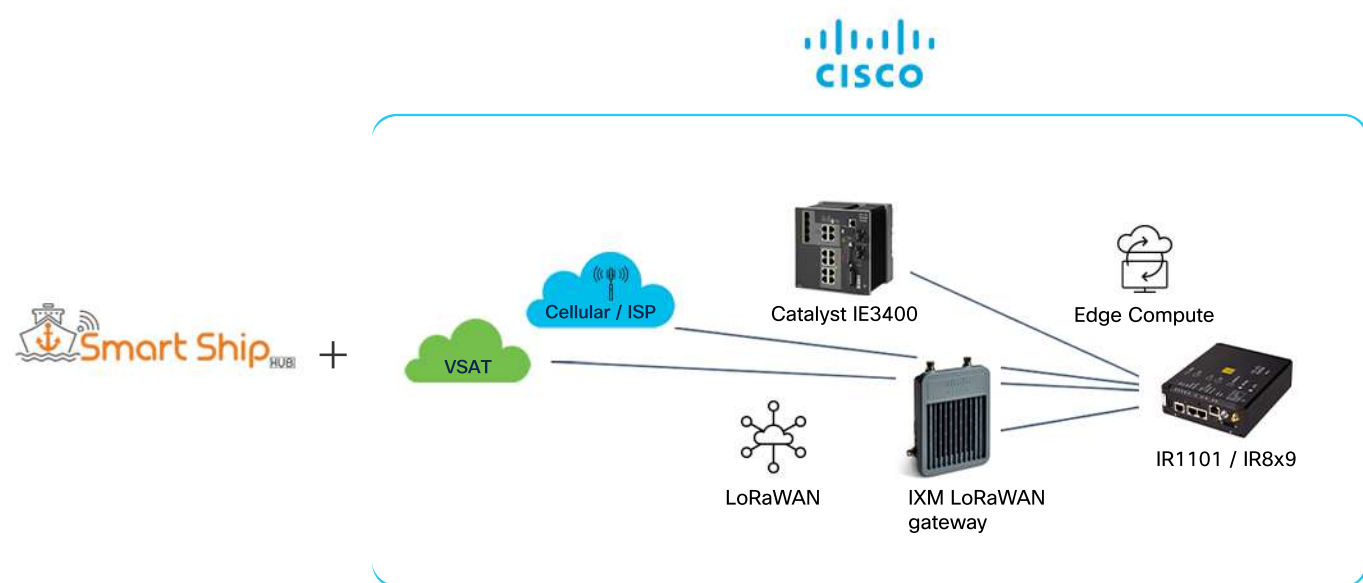 CISCO
Smart Ship HUB
+
Cellular / ISP
VSAT
Catalyst IE3400
Edge Compute
LoRaWAN
IXM LoRaWAN
gateway
IR1101 / IR8x9